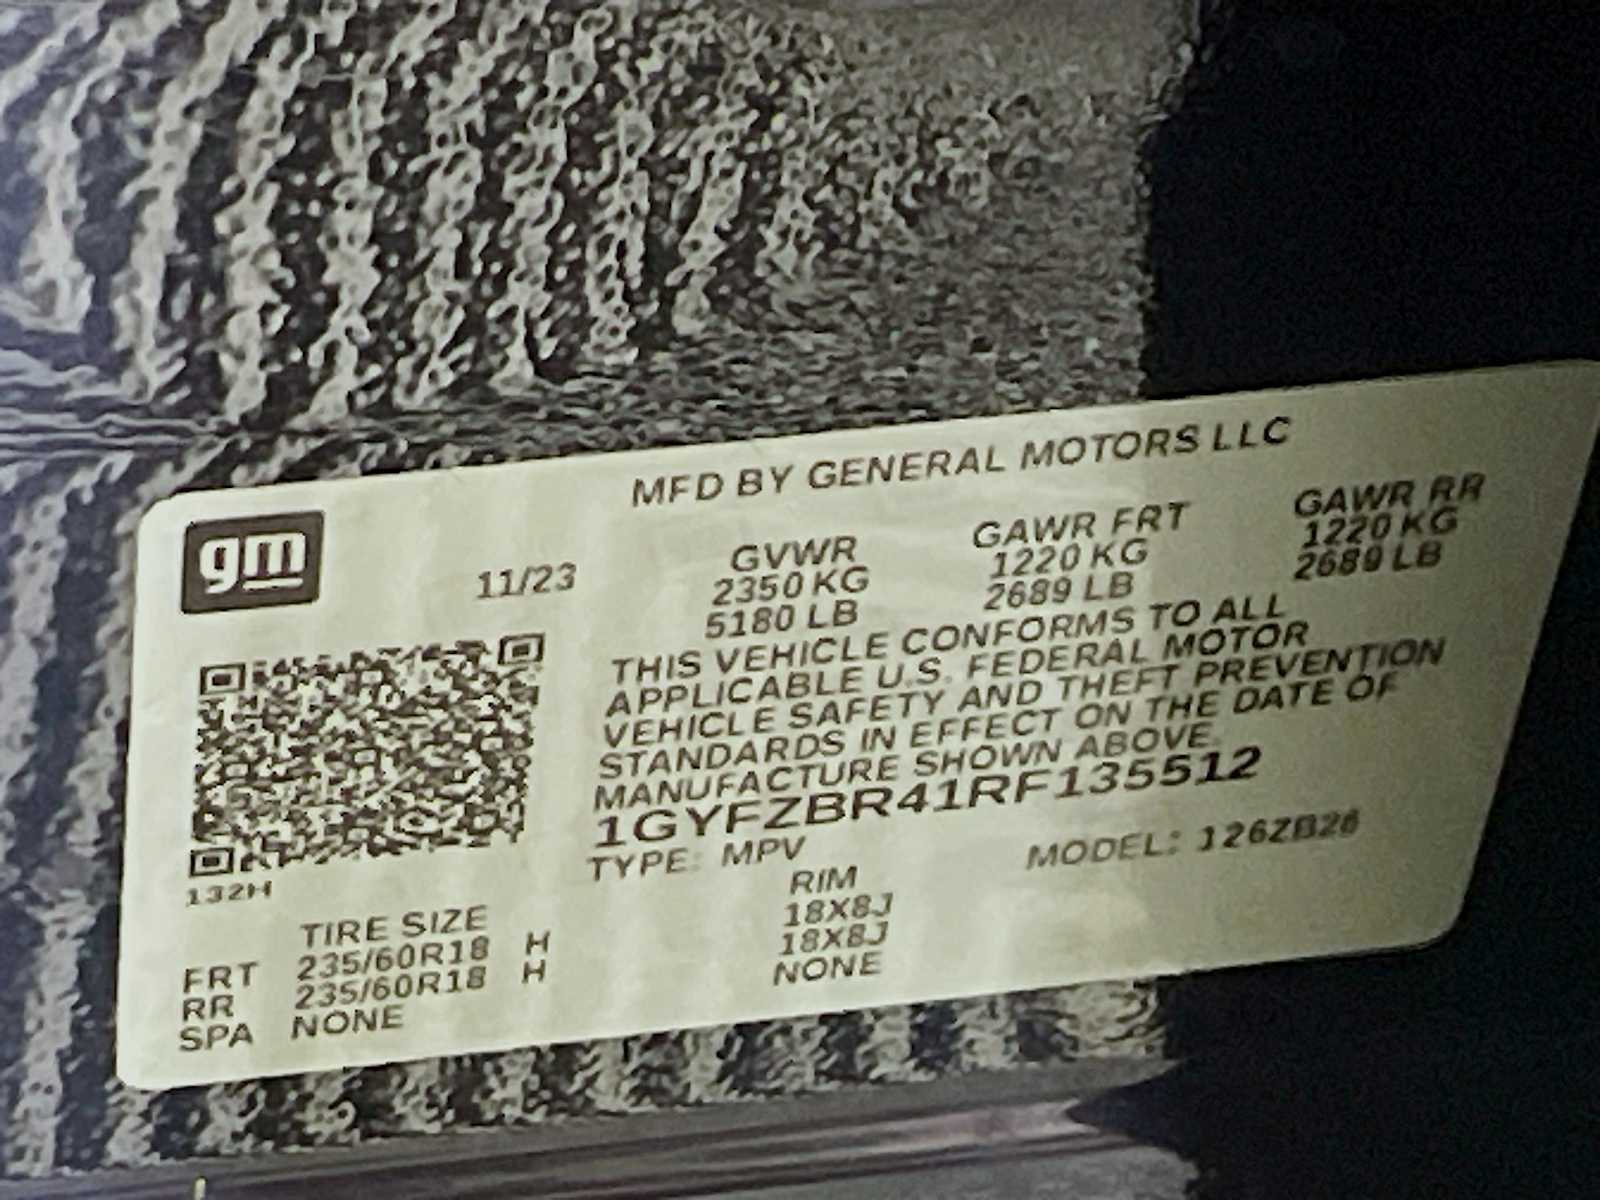 MFD BY GENERAL MOTORS LLC
gm
11/23
GVWR GAWR FRT GAWR RR
2350 KG 1220 KG 1220 KG
5180 LB 2689 LB 2689 LB
THIS VEHICLE CONFORMS TO ALL
APPLICABLE U.S. FEDERAL MOTOR
VEHICLE SAFETY AND THEFT PREVENTION
STANDARDS IN EFFECT ON THE DATE OF
MANUFACTURE SHOWN ABOVE.
1GYFZBR41RF135512
TYPE: MPV MODEL: 126ZB26
132H
TIRE SIZE RIM
FRT 235/60R18 H 18X8J
RR 235/60R18 H 18X8J
SPA NONE NONE